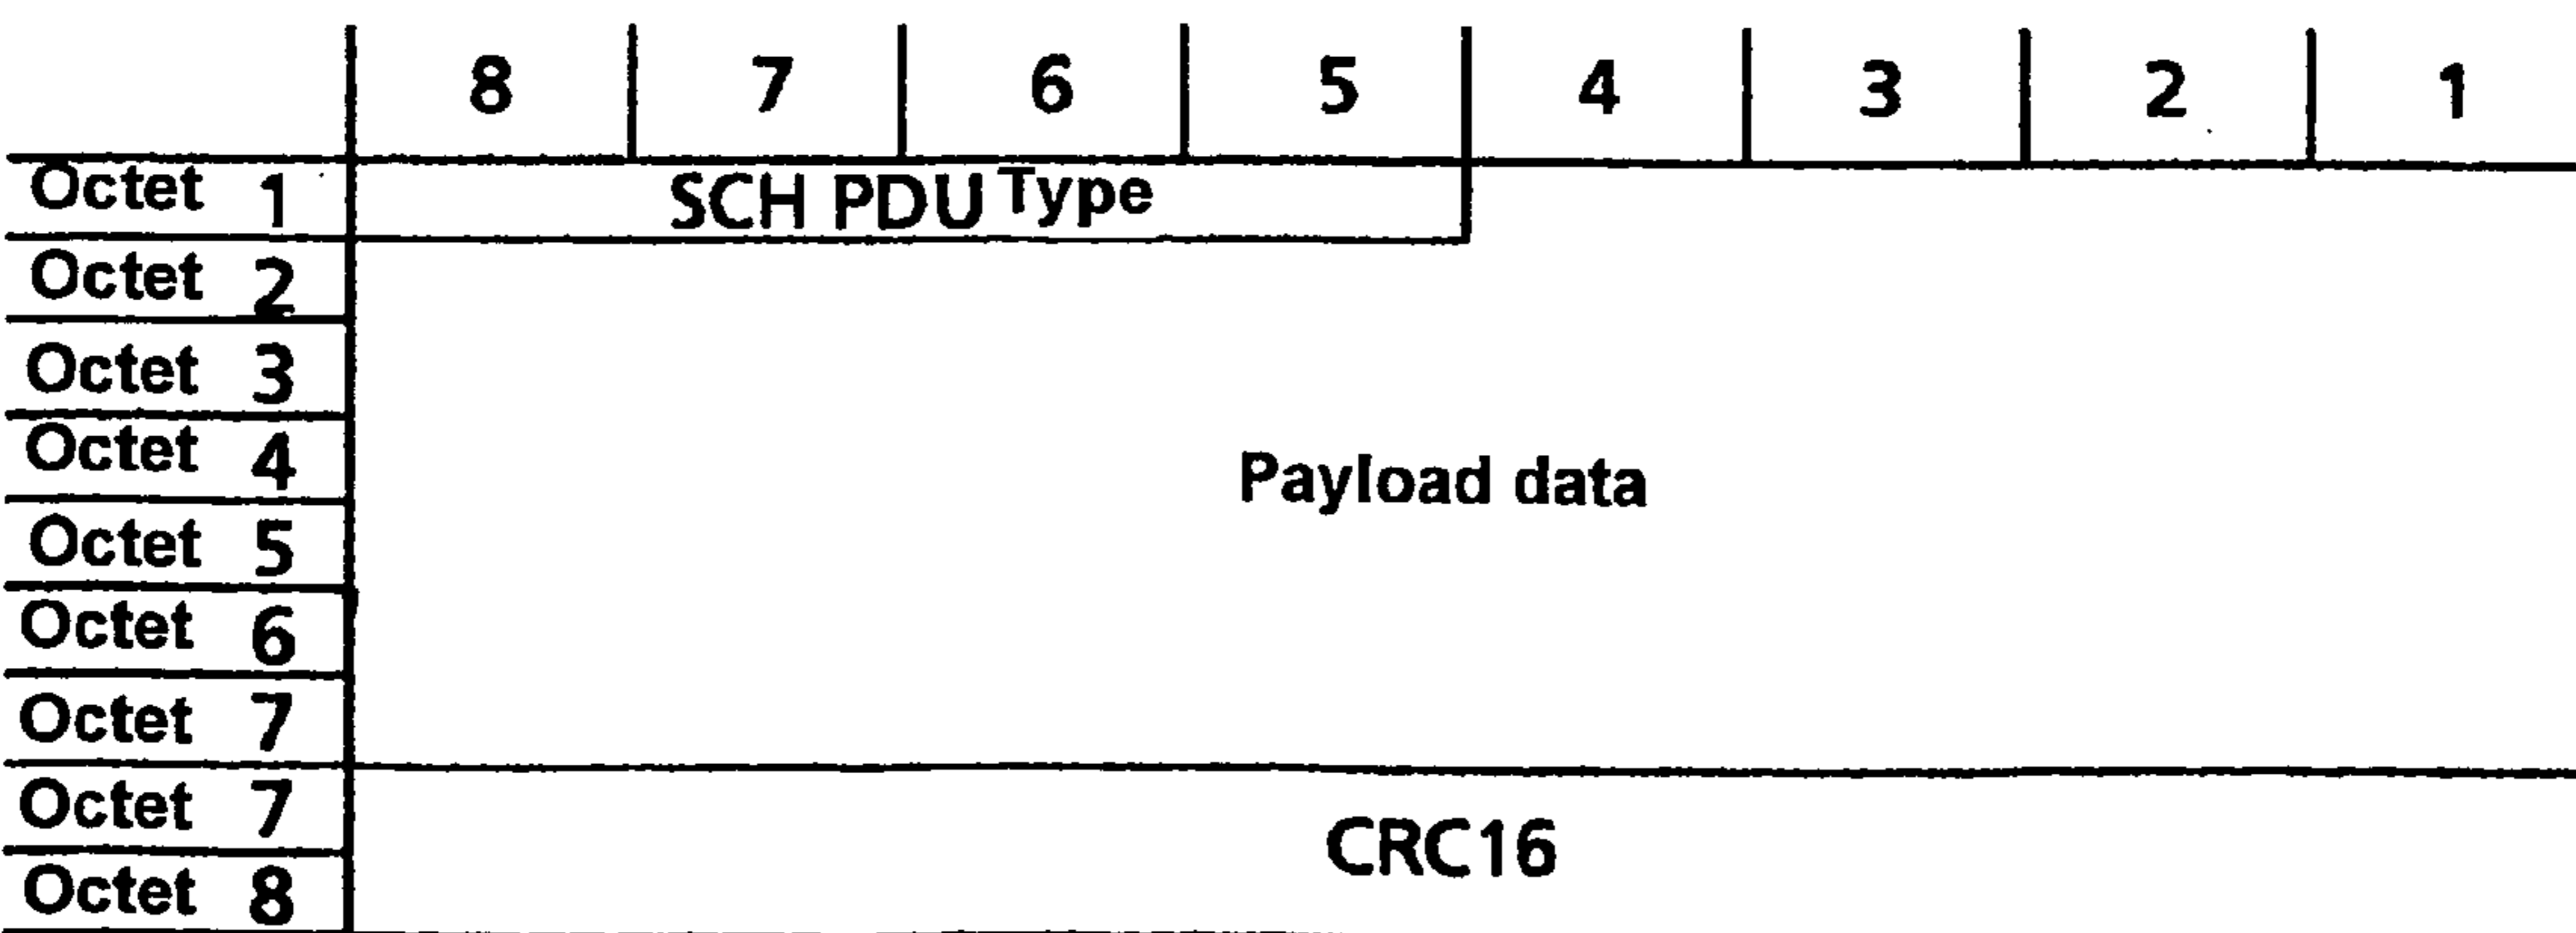 8 7 6 5 4 3 2 1
Octet 1 SCH PDU Type
Octet 2
Octet 3
Octet 4 Payload data
Octet 5
Octet 6
Octet 7
Octet 7 CRC16
Octet 8